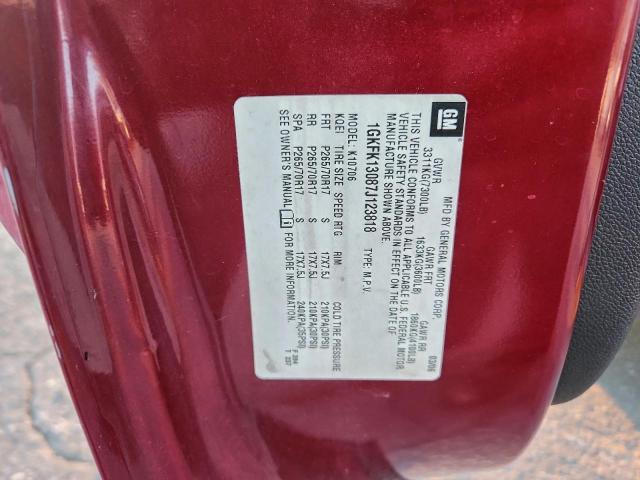 GM
MFD BY GENERAL MOTORS CORP. 03/06
GVWR GAWR FRT GAWR RR
3311KG(7300LB) 1633KG(3600LB) 1860KG(4100LB)
THIS VEHICLE CONFORMS TO ALL APPLICABLE U.S. FEDERAL MOTOR
VEHICLE SAFETY STANDARDS IN EFFECT ON THE DATE OF
MANUFACTURE SHOWN ABOVE.
1GKFK13087J123818 TYPE: M.P.V.
MODEL: K10706
KQEI TIRE SIZE SPEED RTG RIM COLD TIRE PRESSURE
FRT P265/70R17 S 17X7.5J 210KPA(30PSI)
RR P265/70R17 S 17X7.5J 210KPA(30PSI)
SPA P265/70R17 S 17X7.5J 240KPA(35PSI)
SEE OWNER'S MANUAL i FOR MORE INFORMATION.